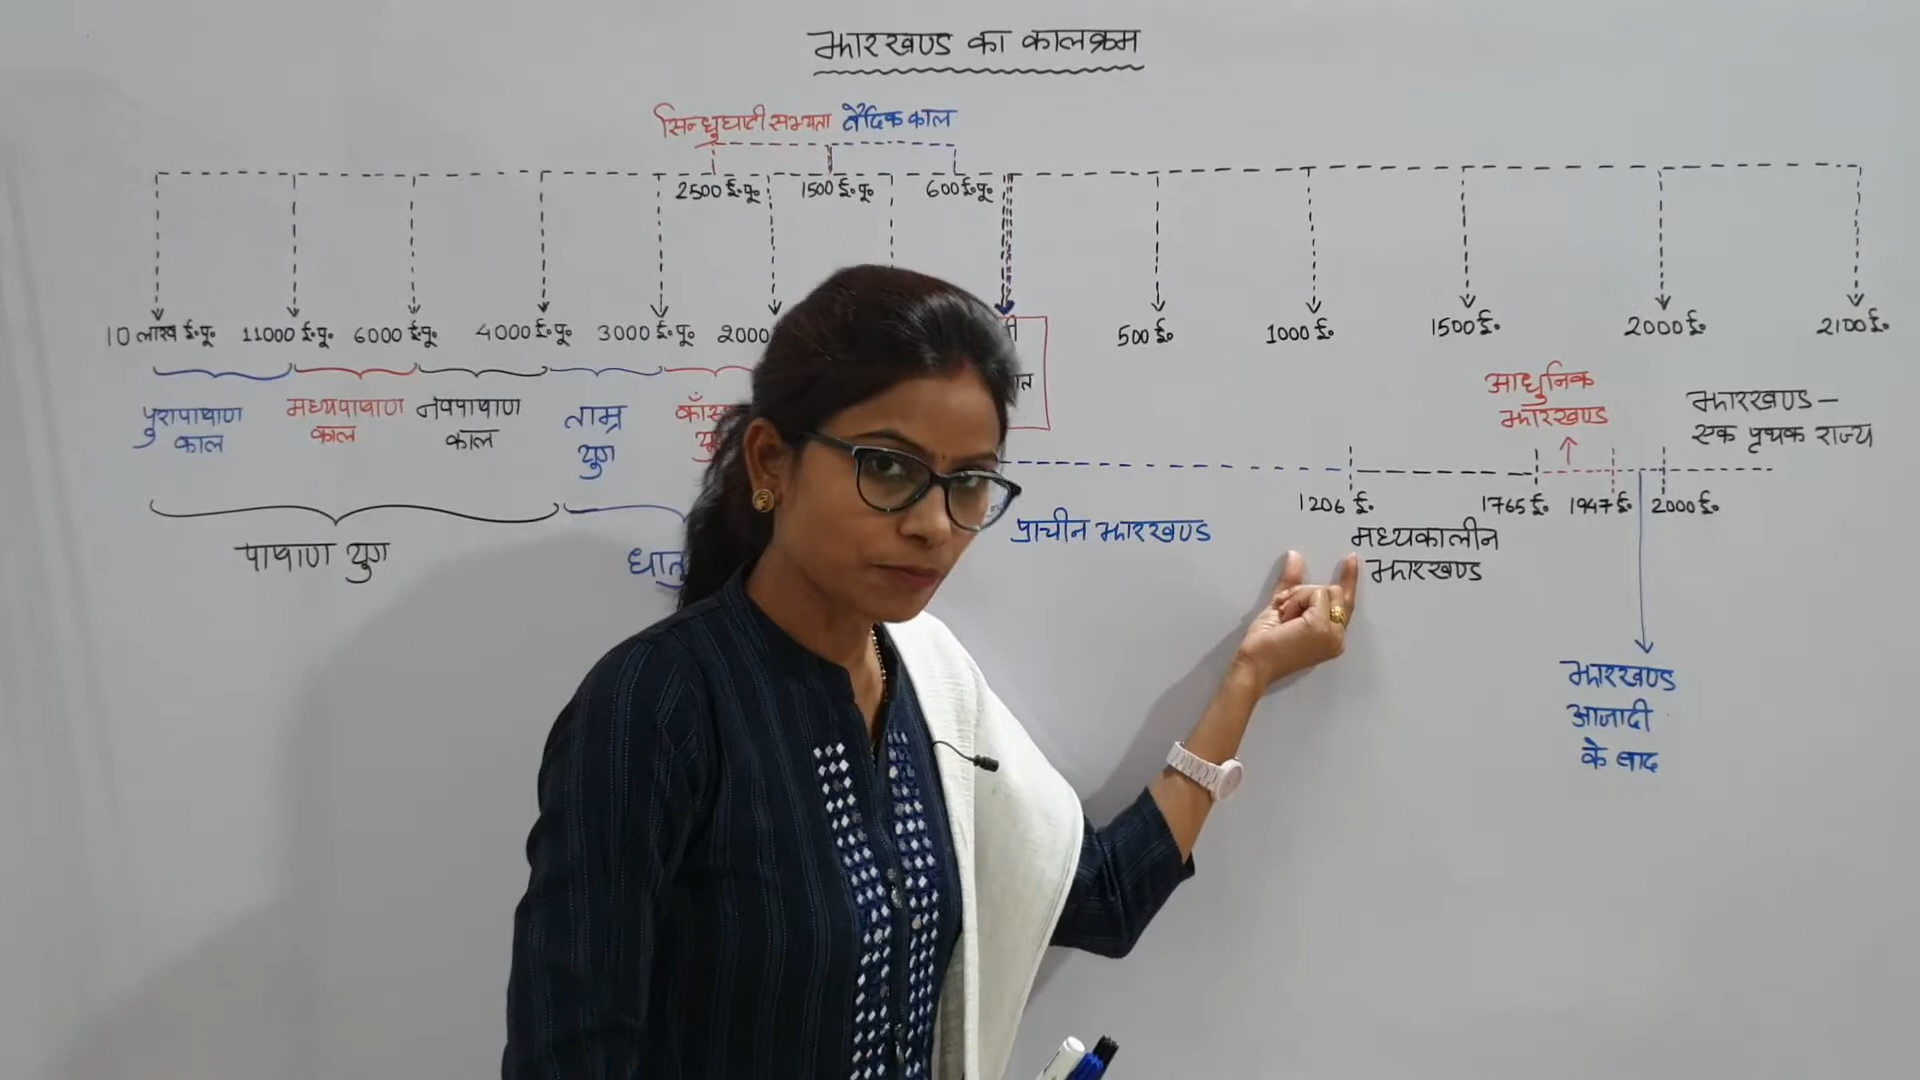 झारखण्ड का कालक्रम
सिन्धुघाटी सभ्यता वैदिक काल
2500 ई॰पू॰ 1500 ई॰पू॰ 600 ई॰पू॰
10 लाख ई॰पू॰ 11000 ई॰पू॰ 6000 ई॰पू॰ 4000 ई॰पू॰ 3000 ई॰पू॰ 2000 500 ई॰ 1000 ई॰ 1500 ई॰ 2000 ई॰ 2100 ई॰
पुरापाषाण
काल
मध्यपाषाण
काल
नवपाषाण
काल
ताम्र
युग
आधुनिक
झारखण्ड
झारखण्ड –
एक पृथक राज्य
1206 ई॰ 1765 ई॰ 1947 ई॰ 2000 ई॰
पाषाण युग
धातु
प्राचीन झारखण्ड
मध्यकालीन
झारखण्ड
झारखण्ड
आजादी
के बाद